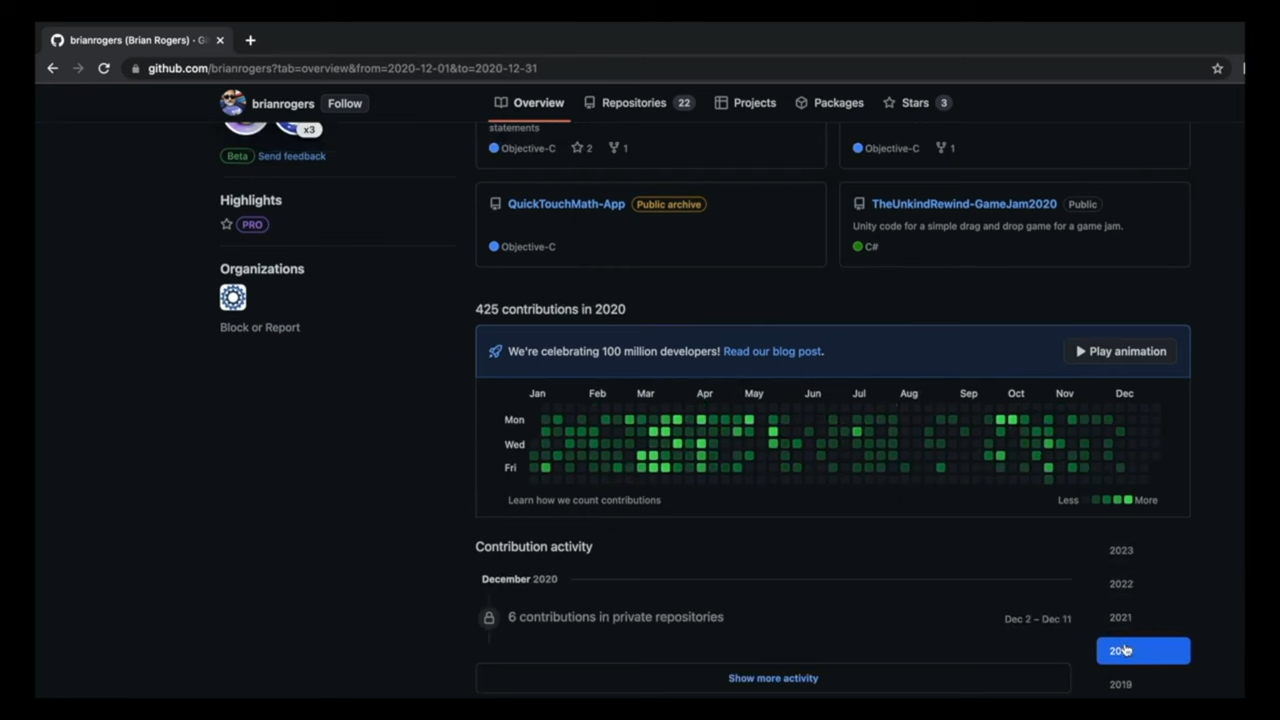 brianrogers (Brian Rogers) · Gi
github.com/brianrogers?tab=overview&from=2020-12-01&to=2020-12-31
brianrogers Follow Overview Repositories 22 Projects Packages Stars 3
x3
Beta Send feedback
Highlights
PRO
Organizations
Block or Report
statements
Objective-C 2 1
Objective-C 1
QuickTouchMath-App Public archive
Objective-C
TheUnkindRewind-GameJam2020 Public
Unity code for a simple drag and drop game for a game jam.
C#
425 contributions in 2020
We're celebrating 100 million developers! Read our blog post. Play animation
Jan Feb Mar Apr May Jun Jul Aug Sep Oct Nov Dec
Mon
Wed
Fri
Learn how we count contributions Less More
Contribution activity
December 2020
6 contributions in private repositories Dec 2 – Dec 11
Show more activity
2023
2022
2021
2019